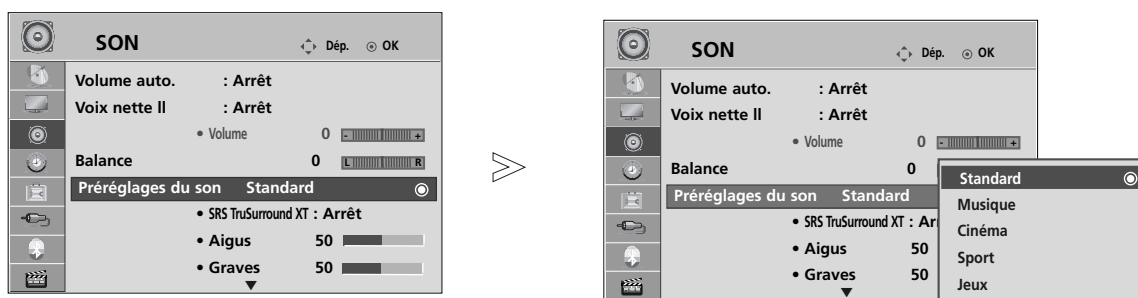 SON
Dép. OK
Volume auto. : Arrêt
Voix nette II : Arrêt
• Volume 0 - +
Balance 0 L R
Préréglages du son Standard
• SRS TruSurround XT : Arrêt
• Aigus 50
• Graves 50
SON
Dép. OK
Volume auto. : Arrêt
Voix nette II : Arrêt
• Volume 0 - +
Balance 0
Préréglages du son Standard
• SRS TruSurround XT : Ar
• Aigus 50
• Graves 50
Standard
Musique
Cinéma
Sport
Jeux